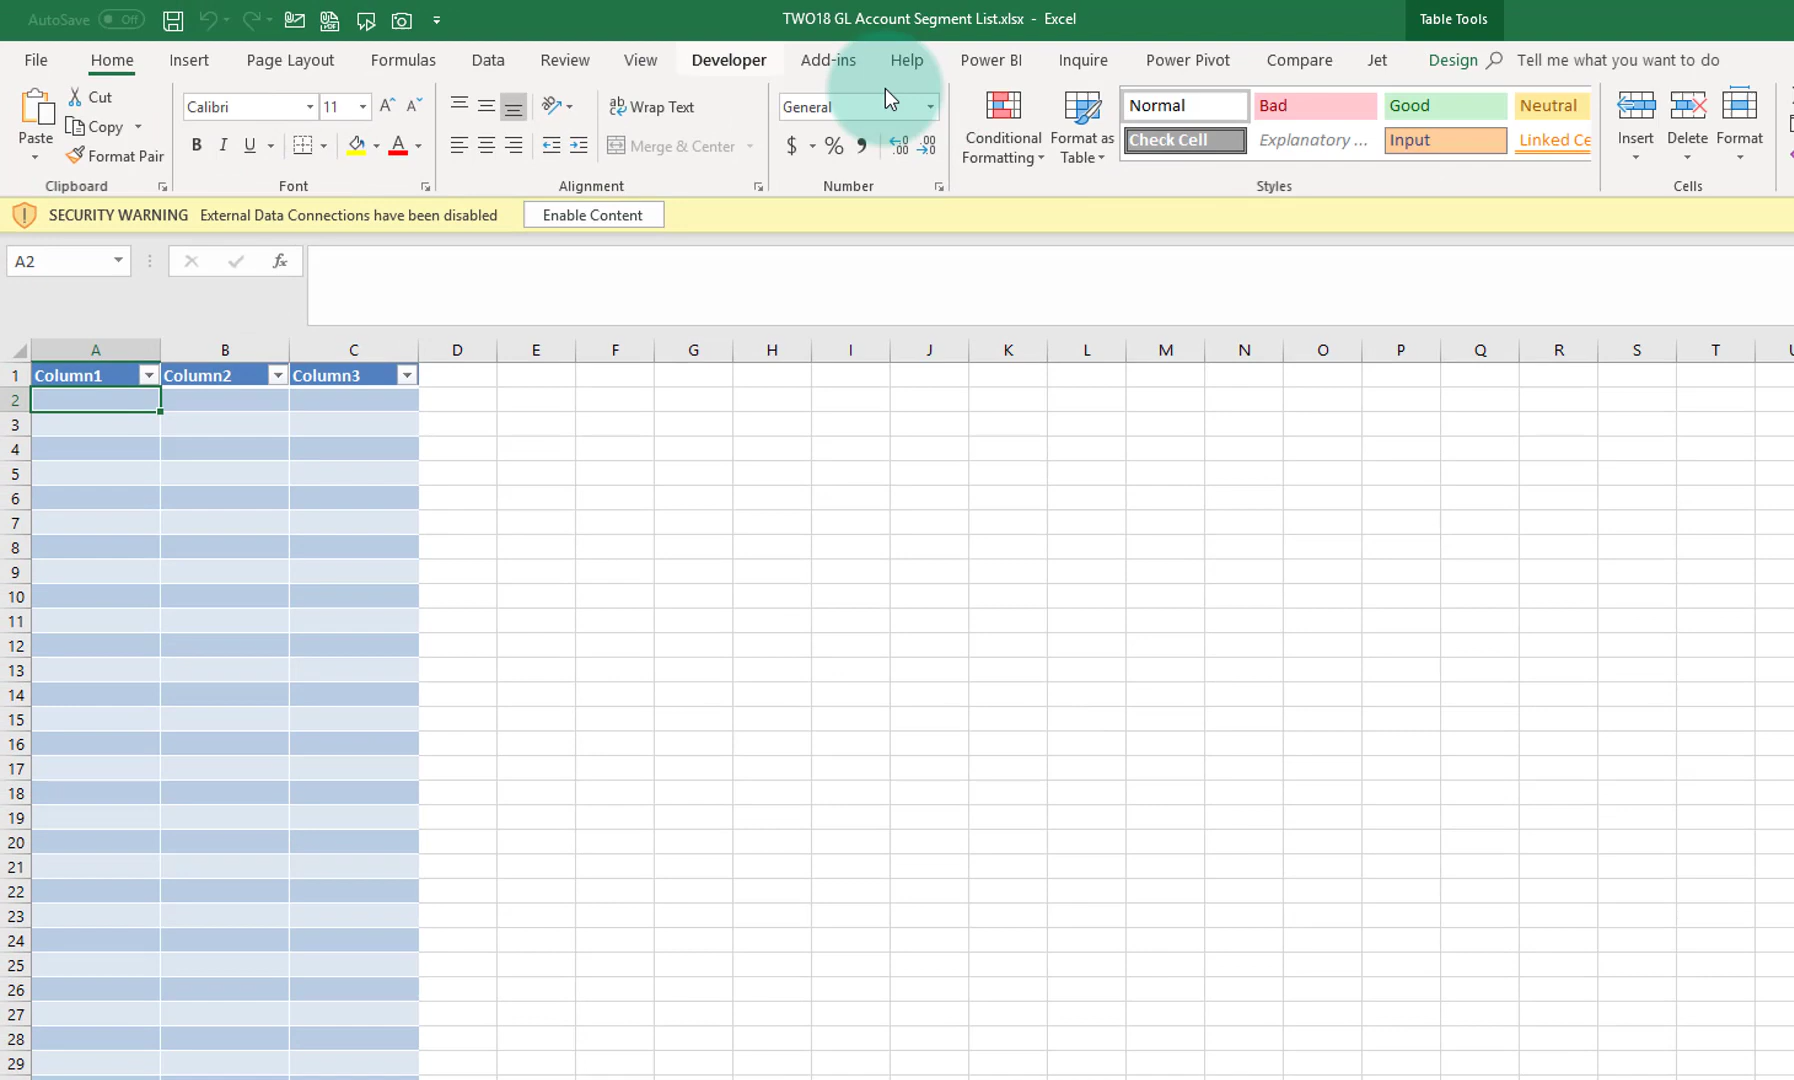 AutoSave Off TWO18 GL Account Segment List.xlsx - Excel Table Tools
File Home Insert Page Layout Formulas Data Review View Developer Add-ins Help Power BI Inquire Power Pivot Compare Jet Design Tell me what you want to do
Paste
Cut
Copy
Format Pair
Clipboard
Calibri 11
B I U A
Font
ab Wrap Text
Merge & Center
Alignment
General
$ % , .00 .00
Number
Conditional Formatting
Format as Table
Normal Bad Good Neutral
Check Cell Explanatory ... Input Linked Ce
Styles
Insert Delete Format
Cells
SECURITY WARNING External Data Connections have been disabled Enable Content
A2 fx
A B C D E F G H I J K L M N O P Q R S T
1 Column1 Column2 Column3
2
3
4
5
6
7
8
9
10
11
12
13
14
15
16
17
18
19
20
21
22
23
24
25
26
27
28
29